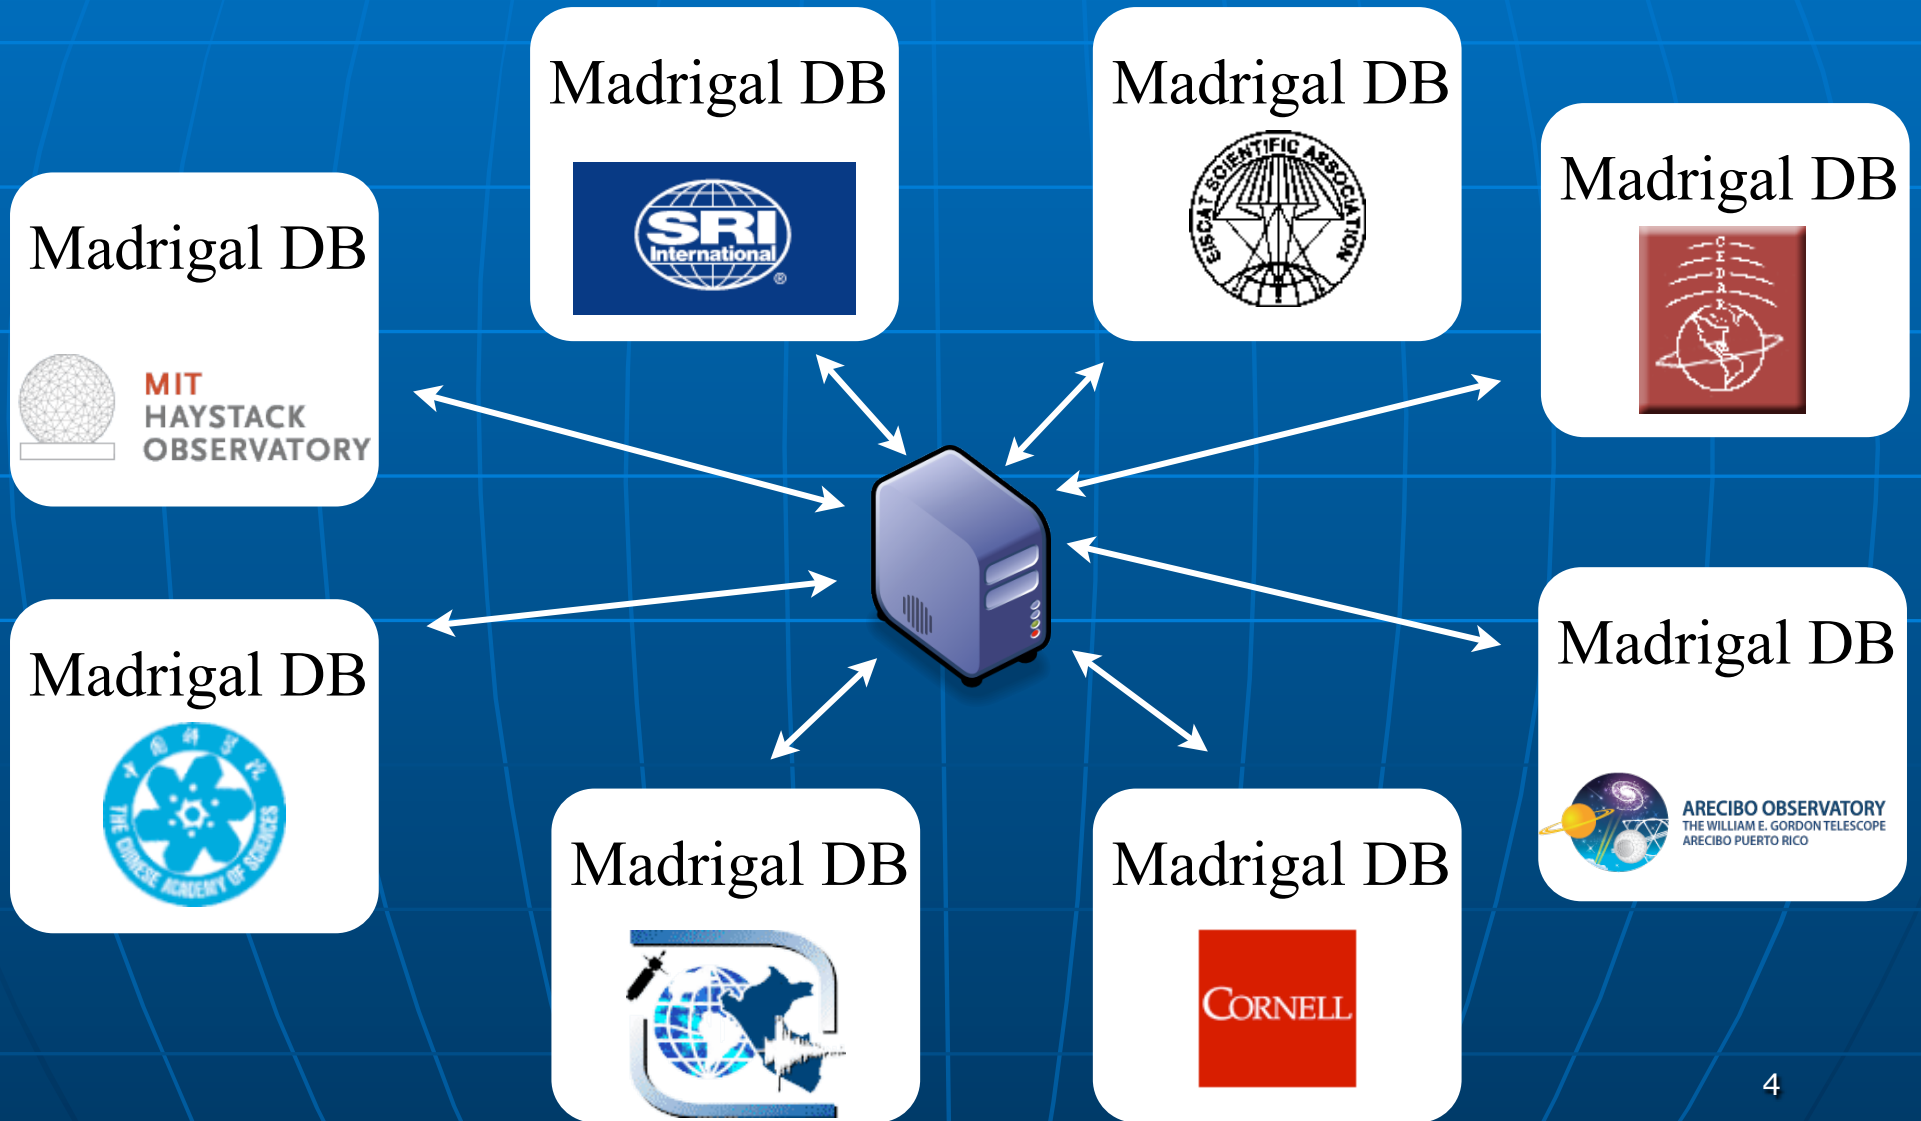 Madrigal DB
SRI
International
®
Madrigal DB
EISCAT SCIENTIFIC ASSOCIATION
Madrigal DB
CEDAR
Madrigal DB
MIT
HAYSTACK
OBSERVATORY
Madrigal DB
THE CHINESE ACADEMY OF SCIENCES
Madrigal DB
ARECIBO OBSERVATORY
THE WILLIAM E. GORDON TELESCOPE
ARECIBO PUERTO RICO
Madrigal DB
Madrigal DB
CORNELL
4